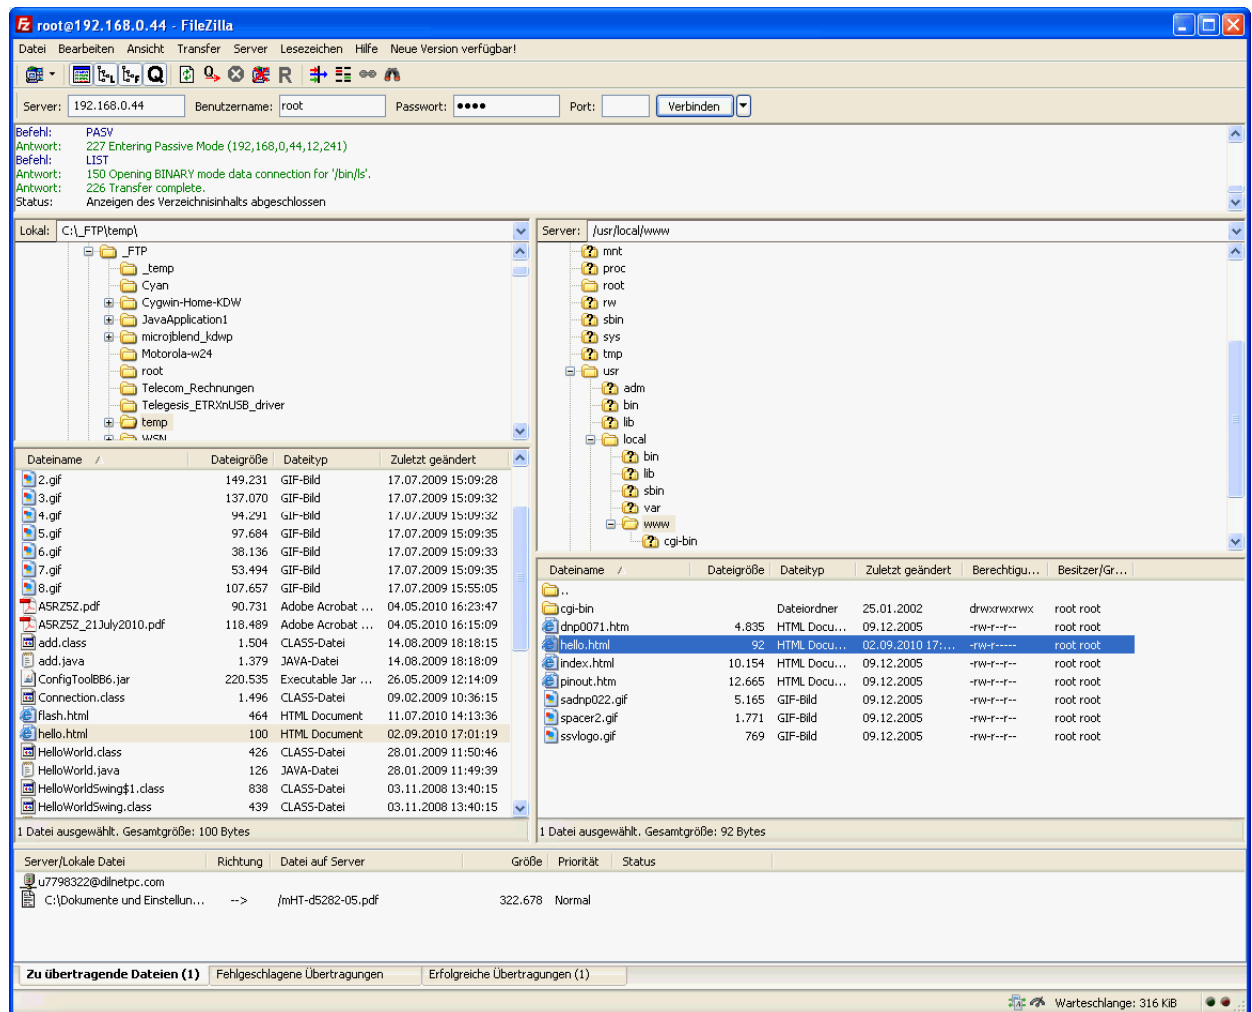 root@192.168.0.44 - FileZilla
Datei Bearbeiten Ansicht Transfer Server Lesezeichen Hilfe Neue Version verfügbar!
Server: 192.168.0.44 Benutzername: root Passwort: •••• Port: Verbinden
Befehl: PASV
Antwort: 227 Entering Passive Mode (192,168,0,44,12,241)
Befehl: LIST
Antwort: 150 Opening BINARY mode data connection for '/bin/ls'.
Antwort: 226 Transfer complete.
Status: Anzeigen des Verzeichnisinhalts abgeschlossen
Lokal: C:\_FTP\temp\
_FTP
_temp
Cyan
Cygwin-Home-KDW
JavaApplication1
microjblend_kdwp
Motorola-w24
root
Telecom_Rechnungen
Telegesis_ETRXnUSB_driver
temp
WSN
Dateiname Dateigröße Dateityp Zuletzt geändert
2.gif 149.231 GIF-Bild 17.07.2009 15:09:28
3.gif 137.070 GIF-Bild 17.07.2009 15:09:32
4.gif 94.291 GIF-Bild 17.07.2009 15:09:32
5.gif 97.684 GIF-Bild 17.07.2009 15:09:35
6.gif 38.136 GIF-Bild 17.07.2009 15:09:33
7.gif 53.494 GIF-Bild 17.07.2009 15:09:35
8.gif 107.657 GIF-Bild 17.07.2009 15:55:05
A5RZ5Z.pdf 90.731 Adobe Acrobat ... 04.05.2010 16:23:47
A5RZ5Z_21July2010.pdf 118.489 Adobe Acrobat ... 04.05.2010 16:15:09
add.class 1.504 CLASS-Datei 14.08.2009 18:18:15
add.java 1.379 JAVA-Datei 14.08.2009 18:18:09
ConfigToolBB6.jar 220.535 Executable Jar ... 26.05.2009 12:14:09
Connection.class 1.496 CLASS-Datei 09.02.2009 10:36:15
flash.html 464 HTML Document 11.07.2010 14:13:36
hello.html 100 HTML Document 02.09.2010 17:01:19
HelloWorld.class 426 CLASS-Datei 28.01.2009 11:50:46
HelloWorld.java 126 JAVA-Datei 28.01.2009 11:49:39
HelloWorldSwing$1.class 838 CLASS-Datei 03.11.2008 13:40:15
HelloWorldSwing.class 439 CLASS-Datei 03.11.2008 13:40:15
1 Datei ausgewählt. Gesamtgröße: 100 Bytes
Server: /usr/local/www
mnt
proc
root
rw
sbin
sys
tmp
usr
adm
bin
lib
local
bin
lib
sbin
var
www
cgi-bin
Dateiname Dateigröße Dateityp Zuletzt geändert Berechtigu... Besitzer/Gr...
..
cgi-bin Dateiordner 25.01.2002 drwxrwxrwx root root
dnp0071.htm 4.835 HTML Docu... 09.12.2005 -rw-r--r-- root root
hello.html 92 HTML Docu... 02.09.2010 17:... -rw-r----- root root
index.html 10.154 HTML Docu... 09.12.2005 -rw-r--r-- root root
pinout.htm 12.665 HTML Docu... 09.12.2005 -rw-r--r-- root root
sadnp022.gif 5.165 GIF-Bild 09.12.2005 -rw-r--r-- root root
spacer2.gif 1.771 GIF-Bild 09.12.2005 -rw-r--r-- root root
ssvlogo.gif 769 GIF-Bild 09.12.2005 -rw-r--r-- root root
1 Datei ausgewählt. Gesamtgröße: 92 Bytes
Server/Lokale Datei Richtung Datei auf Server Größe Priorität Status
u7798322@dilnetpc.com
C:\Dokumente und Einstellun... --> /mHT-d5282-05.pdf 322.678 Normal
Zu übertragende Dateien (1) Fehlgeschlagene Übertragungen Erfolgreiche Übertragungen (1)
Warteschlange: 316 KiB